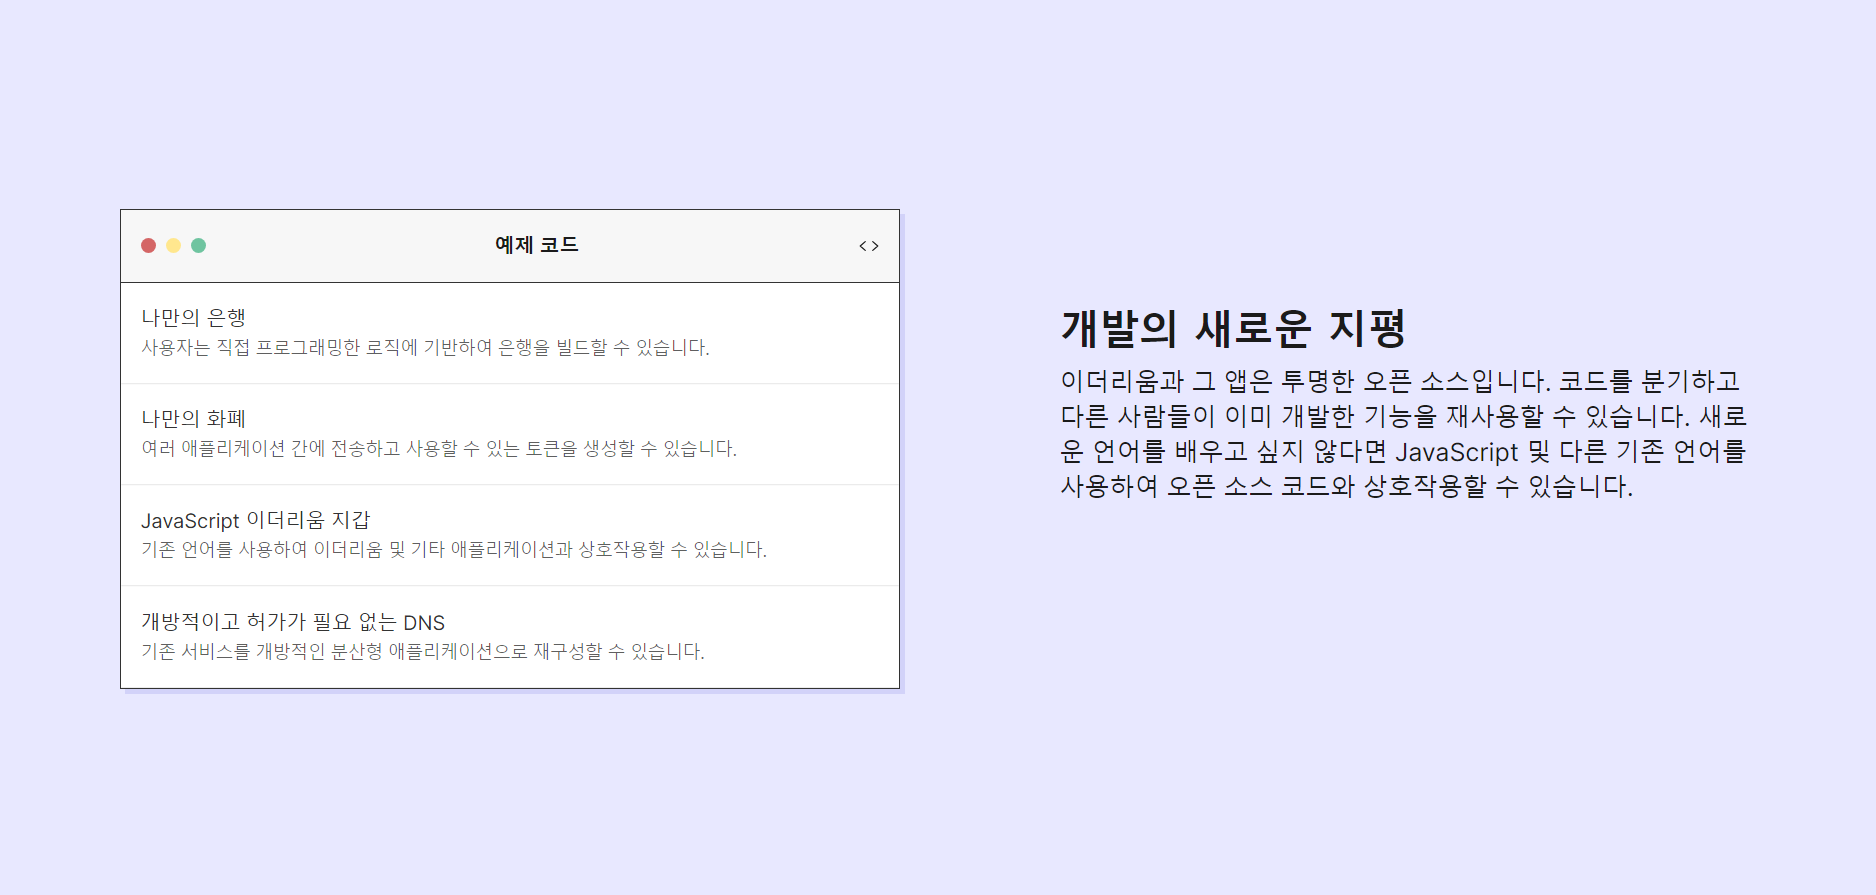 예제 코드
< >
나만의 은행
사용자는 직접 프로그래밍한 로직에 기반하여 은행을 빌드할 수 있습니다.
나만의 화폐
여러 애플리케이션 간에 전송하고 사용할 수 있는 토큰을 생성할 수 있습니다.
JavaScript 이더리움 지갑
기존 언어를 사용하여 이더리움 및 기타 애플리케이션과 상호작용할 수 있습니다.
개방적이고 허가가 필요 없는 DNS
기존 서비스를 개방적인 분산형 애플리케이션으로 재구성할 수 있습니다.
개발의 새로운 지평
이더리움과 그 앱은 투명한 오픈 소스입니다. 코드를 분기하고
다른 사람들이 이미 개발한 기능을 재사용할 수 있습니다. 새로
운 언어를 배우고 싶지 않다면 JavaScript 및 다른 기존 언어를
사용하여 오픈 소스 코드와 상호작용할 수 있습니다.